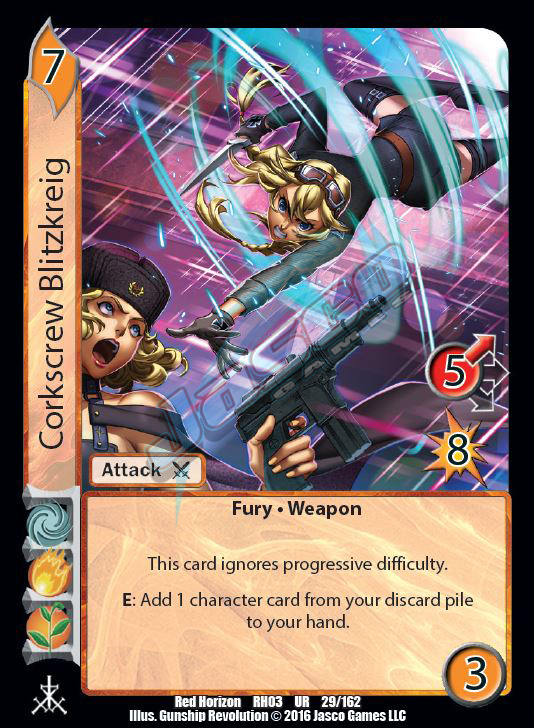 7
Corkscrew Blitzkreig
5
8
Attack
Fury • Weapon
This card ignores progressive difficulty.
E: Add 1 character card from your discard pile
to your hand.
3
Red Horizon RH03 UR 29/162
Illus. Gunship Revolution © 2016 Jasco Games LLC